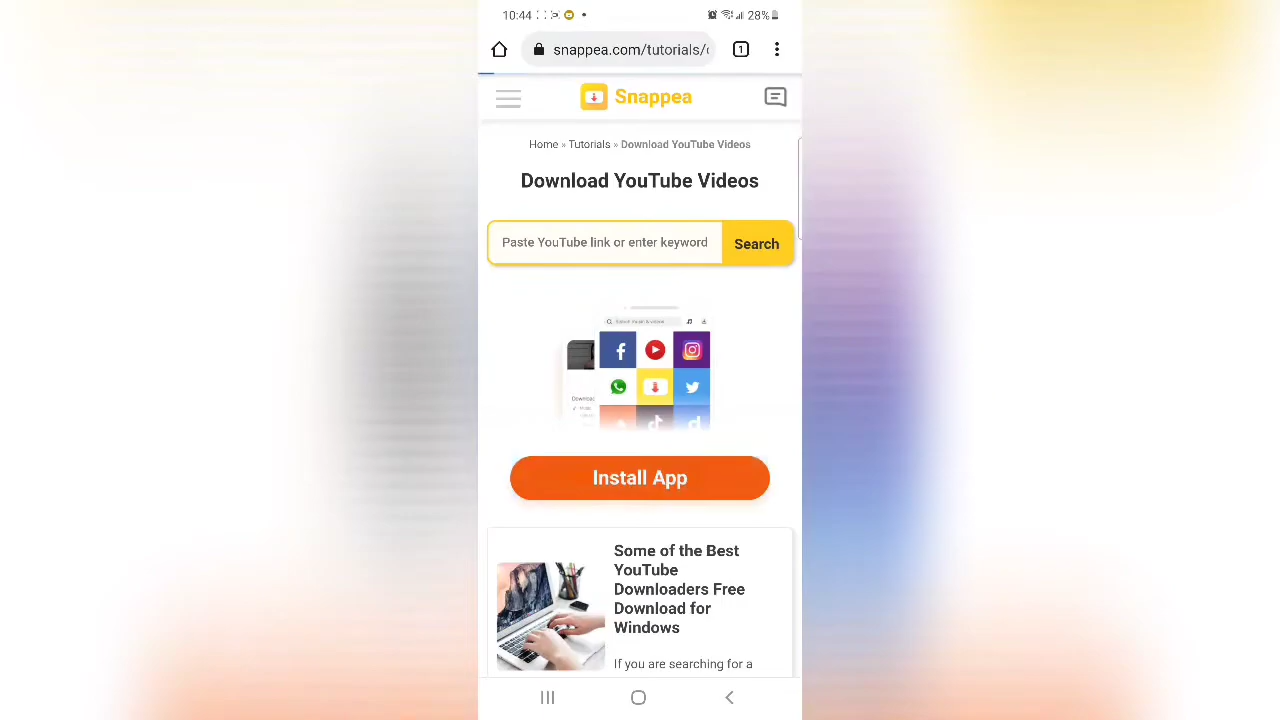 10:44
28%
snappea.com/tutorials/
1
Snappea
Home » Tutorials » Download YouTube Videos
Download YouTube Videos
Paste YouTube link or enter keyword
Search
Install App
Some of the Best
YouTube
Downloaders Free
Download for
Windows
If you are searching for a